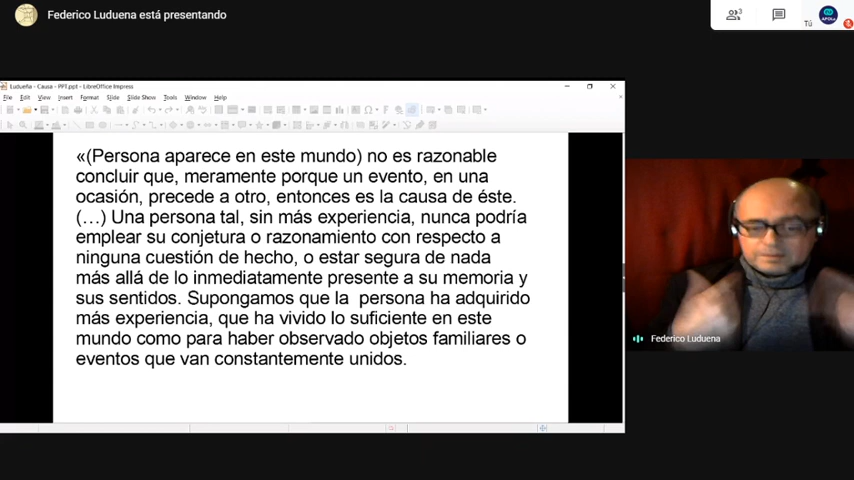 Federico Luduena está presentando
3
Tú
Ludueña - Causa - PPT.ppt - LibreOffice Impress
File Edit View Insert Format Slide Slide Show Tools Window Help
«(Persona aparece en este mundo) no es razonable
concluir que, meramente porque un evento, en una
ocasión, precede a otro, entonces es la causa de éste.
(…) Una persona tal, sin más experiencia, nunca podría
emplear su conjetura o razonamiento con respecto a
ninguna cuestión de hecho, o estar segura de nada
más allá de lo inmediatamente presente a su memoria y
sus sentidos. Supongamos que la persona ha adquirido
más experiencia, que ha vivido lo suficiente en este
mundo como para haber observado objetos familiares o
eventos que van constantemente unidos.
Federico Luduena